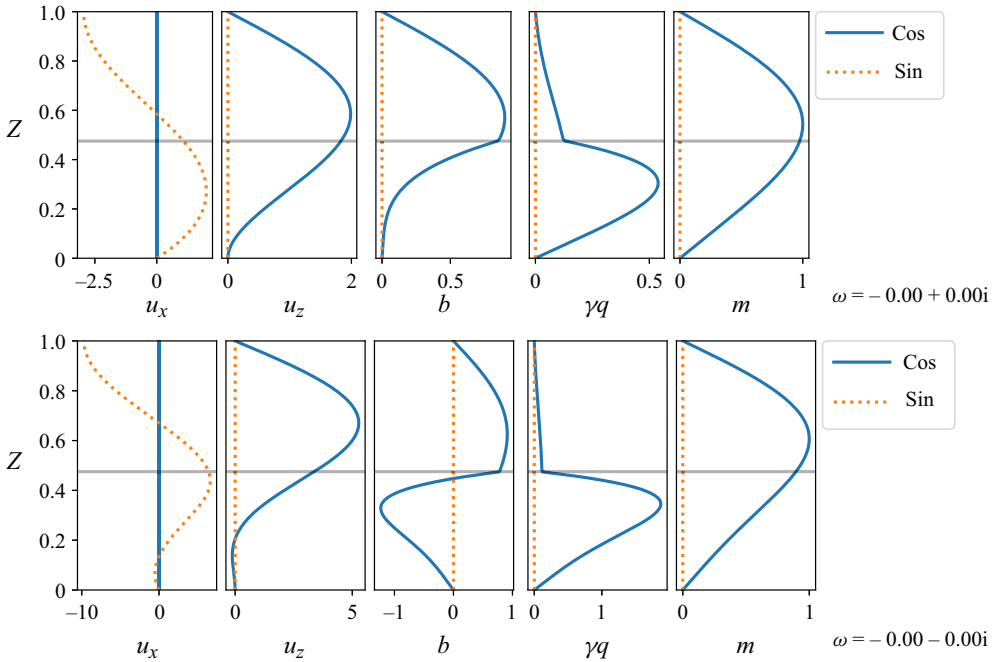 1.0
0.8
0.6
0.4
0.2
0
Z
−2.5 0 0 2 0 0.5 0 0.5 0 1
u_x u_z b γq m
Cos
Sin
ω = − 0.00 + 0.00i
1.0
0.8
0.6
0.4
0.2
0
Z
−10 0 0 5 −1 0 1 0 1 0 1
u_x u_z b γq m
Cos
Sin
ω = − 0.00 − 0.00i